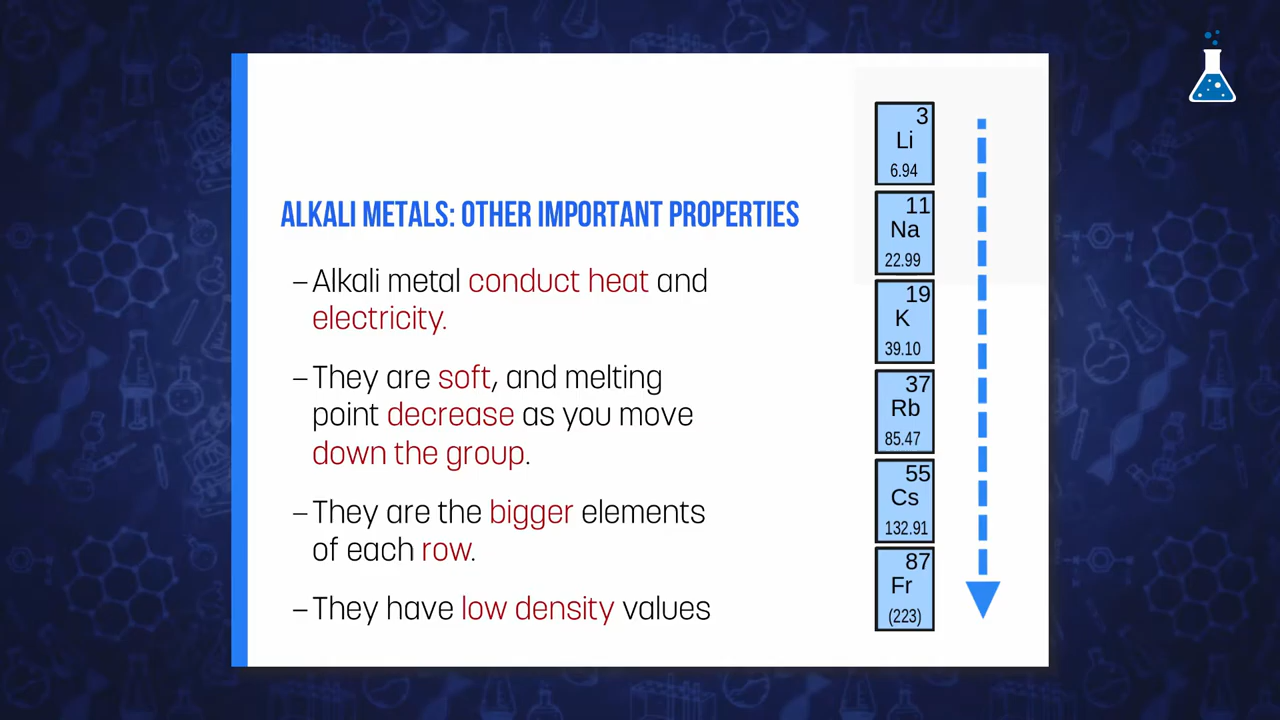 ALKALI METALS: OTHER IMPORTANT PROPERTIES
– Alkali metal conduct heat and
electricity.
– They are soft, and melting
point decrease as you move
down the group.
– They are the bigger elements
of each row.
– They have low density values
3
Li
6.94
11
Na
22.99
19
K
39.10
37
Rb
85.47
55
Cs
132.91
87
Fr
(223)